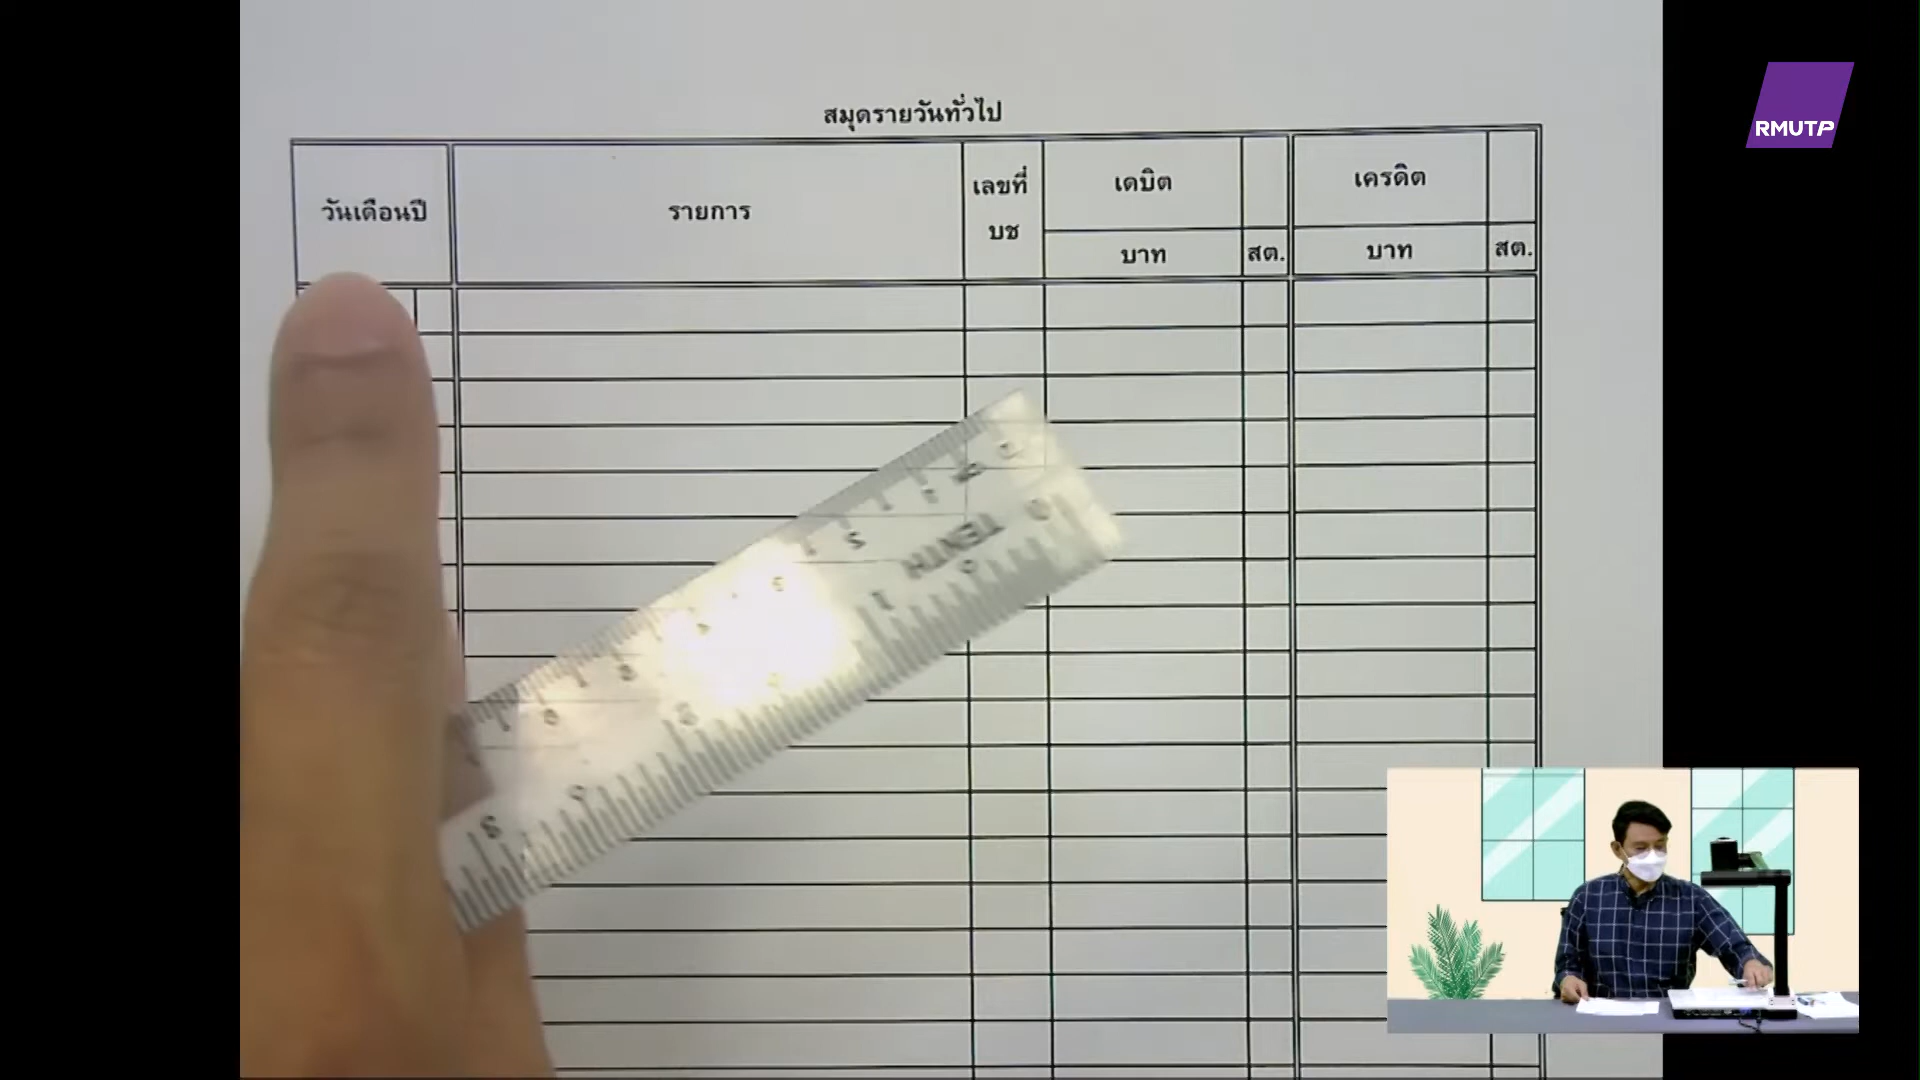 สมุดรายวันทั่วไป
วันเดือนปี
รายการ
เลขที่
บช
เดบิต
เครดิต
บาท
สต.
บาท
สต.
TENTH
RMUTP